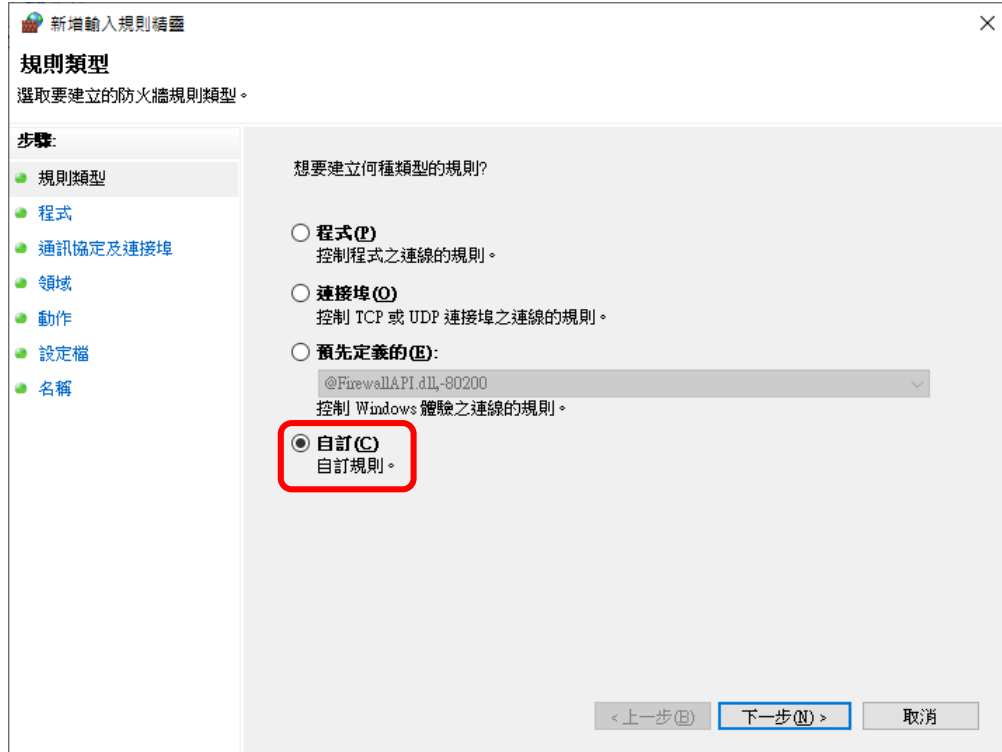 新增輸入規則精靈
規則類型
選取要建立的防火牆規則類型。
步驟:
規則類型
程式
通訊協定及連接埠
領域
動作
設定檔
名稱
想要建立何種類型的規則?
程式(P)
控制程式之連線的規則。
連接埠(O)
控制 TCP 或 UDP 連接埠之連線的規則。
預先定義的(E):
@FirewallAPI.dll,-80200
控制 Windows 體驗之連線的規則。
自訂(C)
自訂規則。
<上一步(B)
下一步(N) >
取消